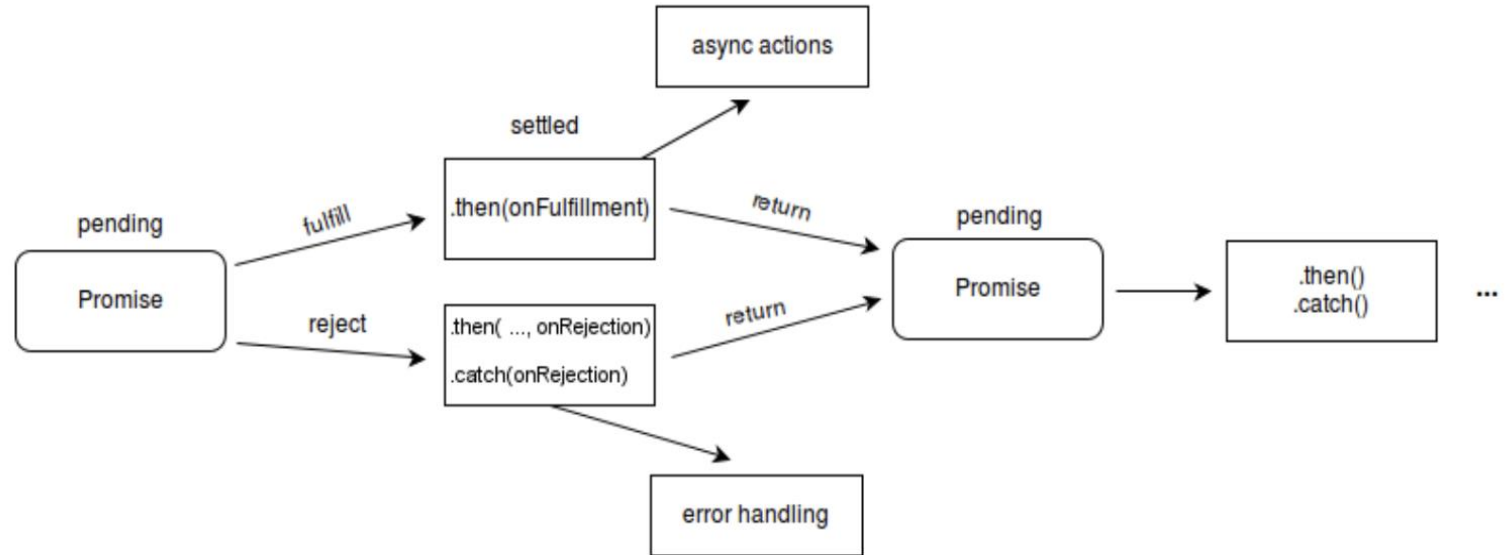 async actions
settled
.then(onFulfillment)
return
pending
fulfill
pending
Promise
Promise
.then()
.catch()
...
reject
.then( ..., onRejection)
.catch(onRejection)
return
error handling